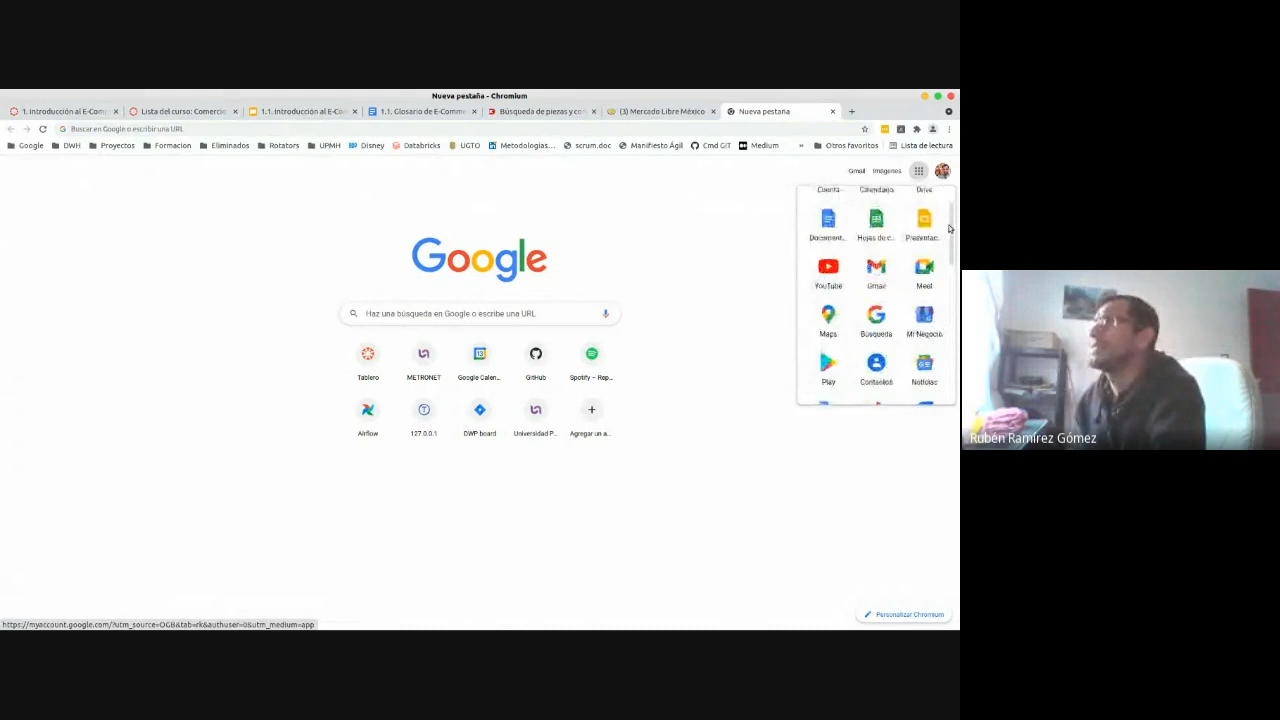 Nueva pestaña - Chromium
1. Introducción al E-Com
Lista del curso: Comercio
1.1. Introducción al E-Co
1.1. Glosario de E-Comme
Búsqueda de piezas y co
(3) Mercado Libre México
Nueva pestaña
Buscar en Google o escribir una URL
Google
DWH
Proyectos
Formacion
Eliminados
Rotators
UPMH
Disney
Databricks
UGTO
Metodologías...
scrum.doc
Manifiesto Ágil
Cmd GIT
Medium
»
Otros favoritos
Lista de lectura
Gmail
Imágenes
Cuenta
Calendario
Drive
Document...
Hojas de c...
Presentac...
YouTube
Gmail
Meet
Maps
Búsqueda
Mi Negocio
Play
Contactos
Noticias
Google
Haz una búsqueda en Google o escribe una URL
Tablero
METRONET
Google Calen...
GitHub
Spotify – Rep...
Airflow
127.0.0.1
DWP board
Universidad P...
Agregar un a...
Rubén Ramírez Gómez
Personalizar Chromium
https://myaccount.google.com/?utm_source=OGB&tab=rk&authuser=0&utm_medium=app